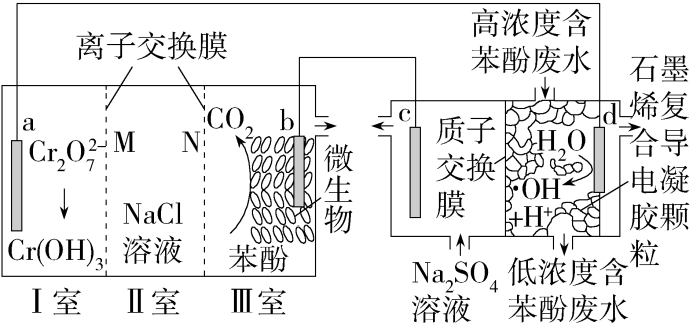 离子交换膜
a
Cr₂O₇²⁻
Cr(OH)₃
M
N
NaCl
溶液
CO₂
b
苯酚
微生物
Ⅰ室
Ⅱ室
Ⅲ室
高浓度含
苯酚废水
c
质子
交换
膜
d
H₂O
·OH
+H⁺
石墨
烯复
合导
电凝
胶颗
粒
Na₂SO₄
溶液
低浓度含
苯酚废水